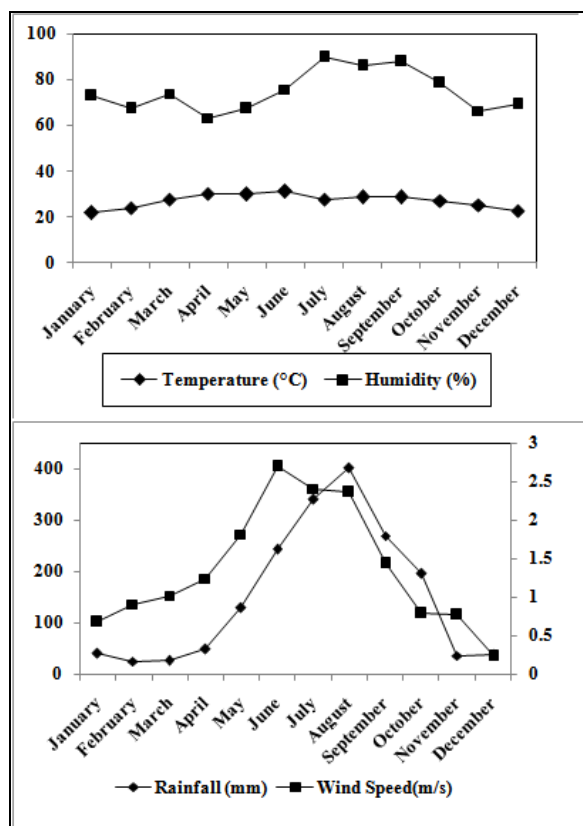 100
80
60
40
20
0
January
February
March
April
May
June
July
August
September
October
November
December
Temperature (°C) Humidity (%)
400
300
200
100
0
3
2.5
2
1.5
1
0.5
0
January
February
March
April
May
June
July
August
September
October
November
December
Rainfall (mm) Wind Speed(m/s)